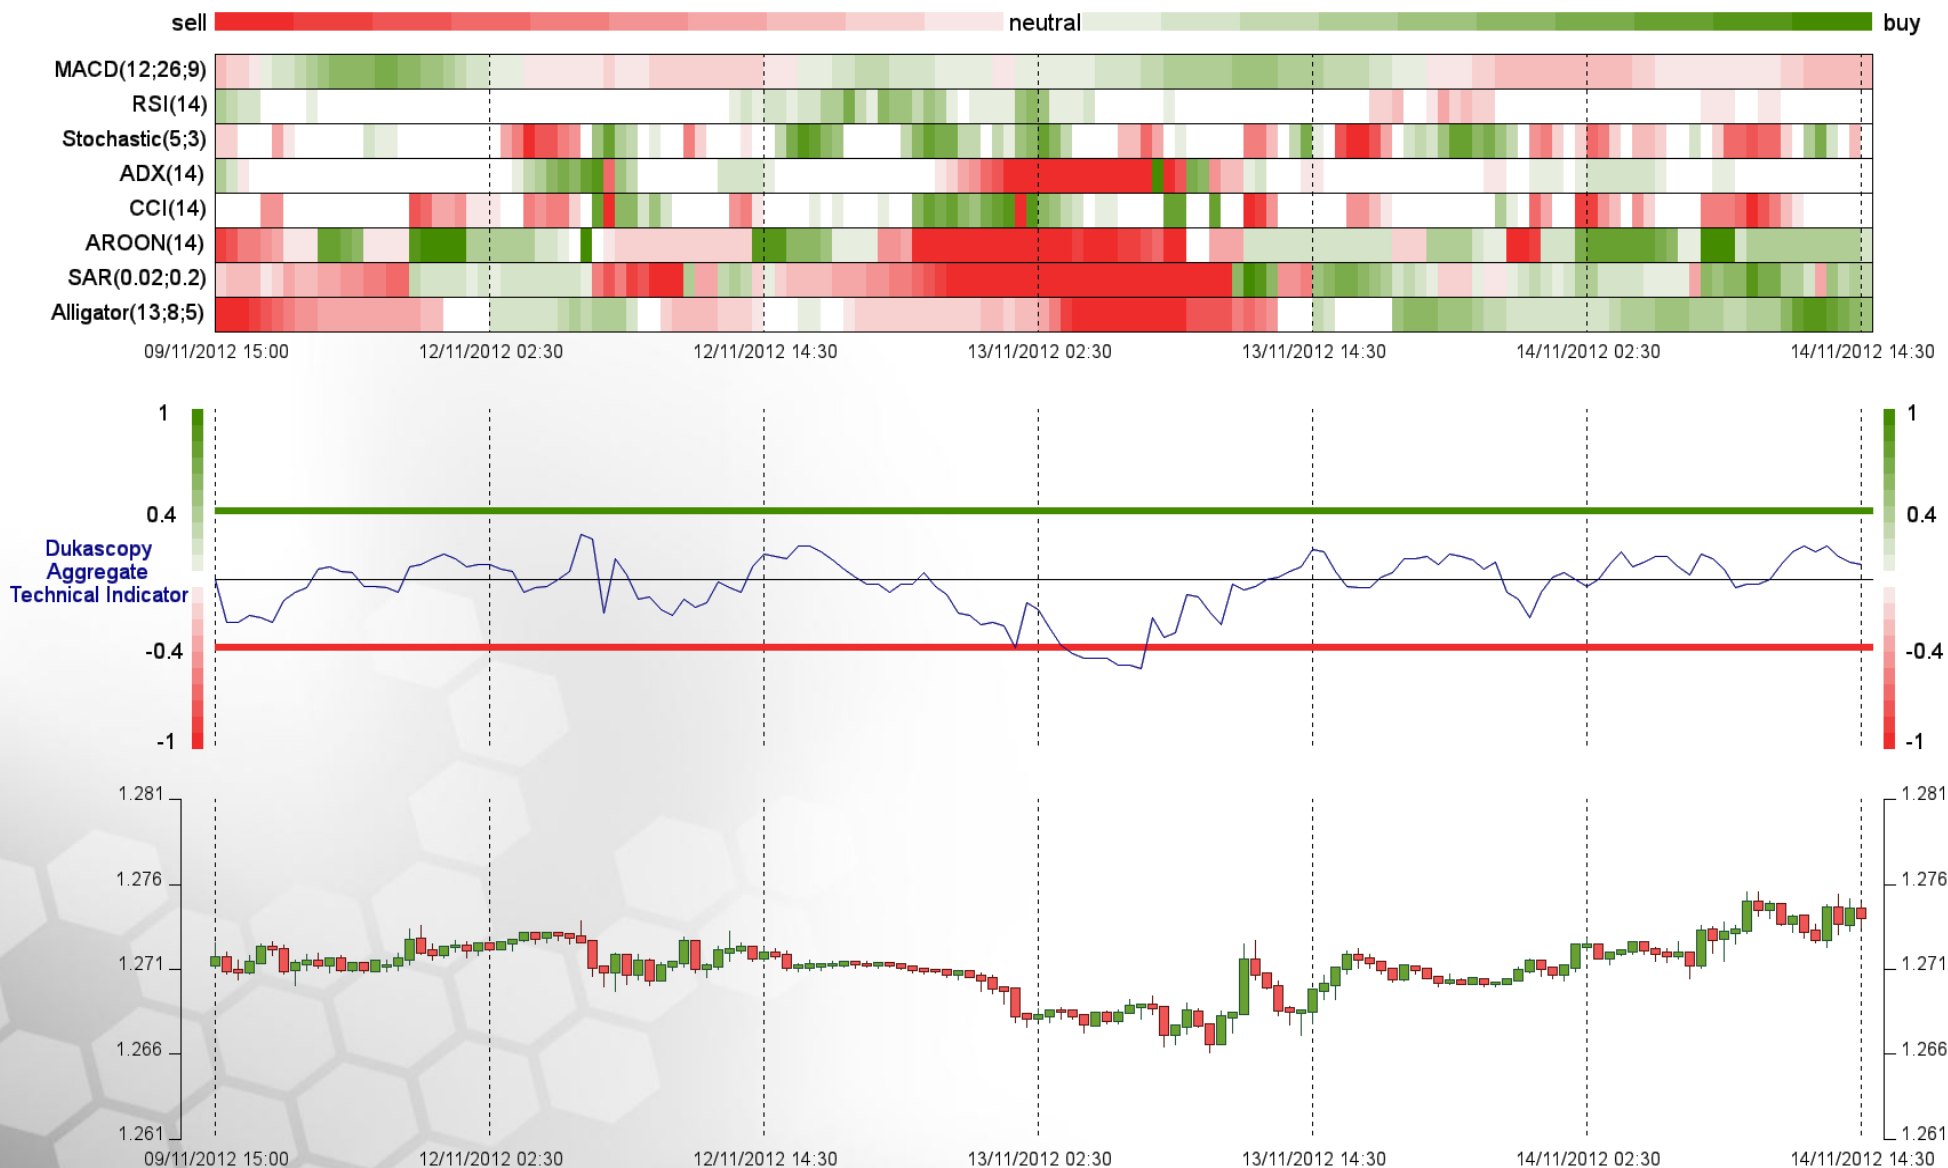 sell neutral buy
MACD(12;26;9)
RSI(14)
Stochastic(5;3)
ADX(14)
CCI(14)
AROON(14)
SAR(0.02;0.2)
Alligator(13;8;5)
09/11/2012 15:00 12/11/2012 02:30 12/11/2012 14:30 13/11/2012 02:30 13/11/2012 14:30 14/11/2012 02:30 14/11/2012 14:30
1 1
0.4 0.4
Dukascopy
Aggregate
Technical Indicator
-0.4 -0.4
-1 -1
1.281 1.281
1.276 1.276
1.271 1.271
1.266 1.266
1.261 1.261
09/11/2012 15:00 12/11/2012 02:30 12/11/2012 14:30 13/11/2012 02:30 13/11/2012 14:30 14/11/2012 02:30 14/11/2012 14:30